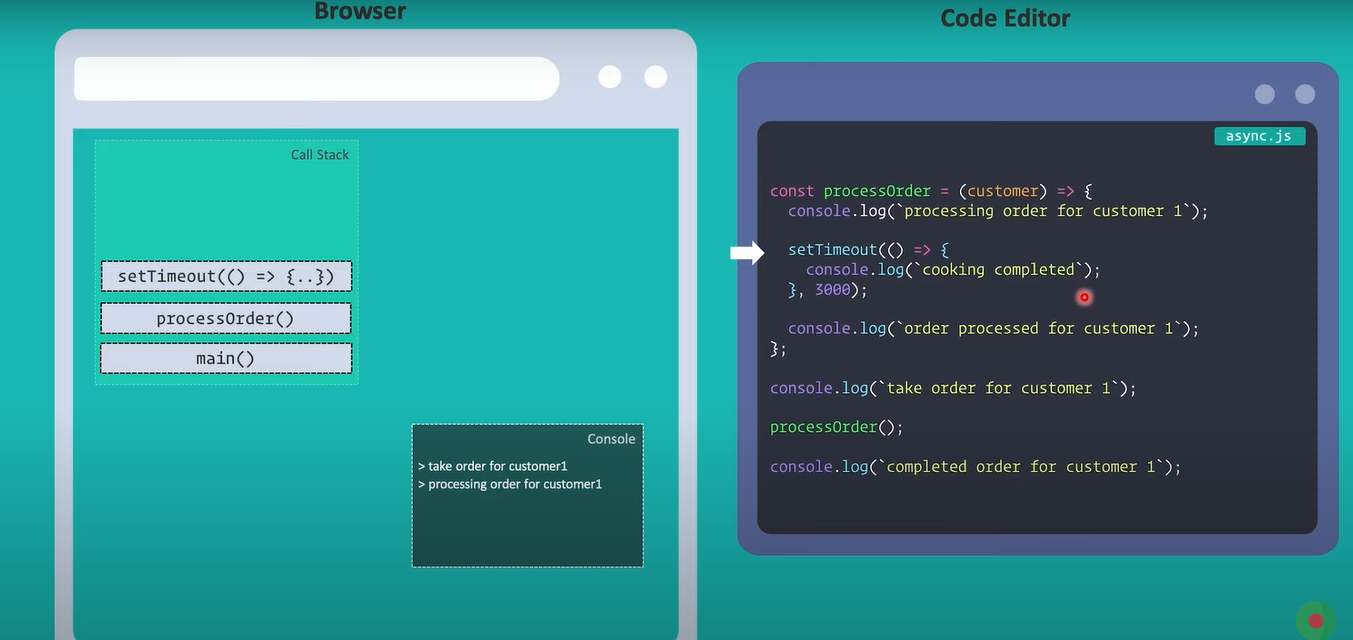 Browser
Call Stack
setTimeout(() => {..})
processOrder()
main()
Console
> take order for customer1
> processing order for customer1
Code Editor
async.js
const processOrder = (customer) => {
  console.log(`processing order for customer 1`);
  setTimeout(() => {
    console.log(`cooking completed`);
  }, 3000);
  console.log(`order processed for customer 1`);
};
console.log(`take order for customer 1`);
processOrder();
console.log(`completed order for customer 1`);